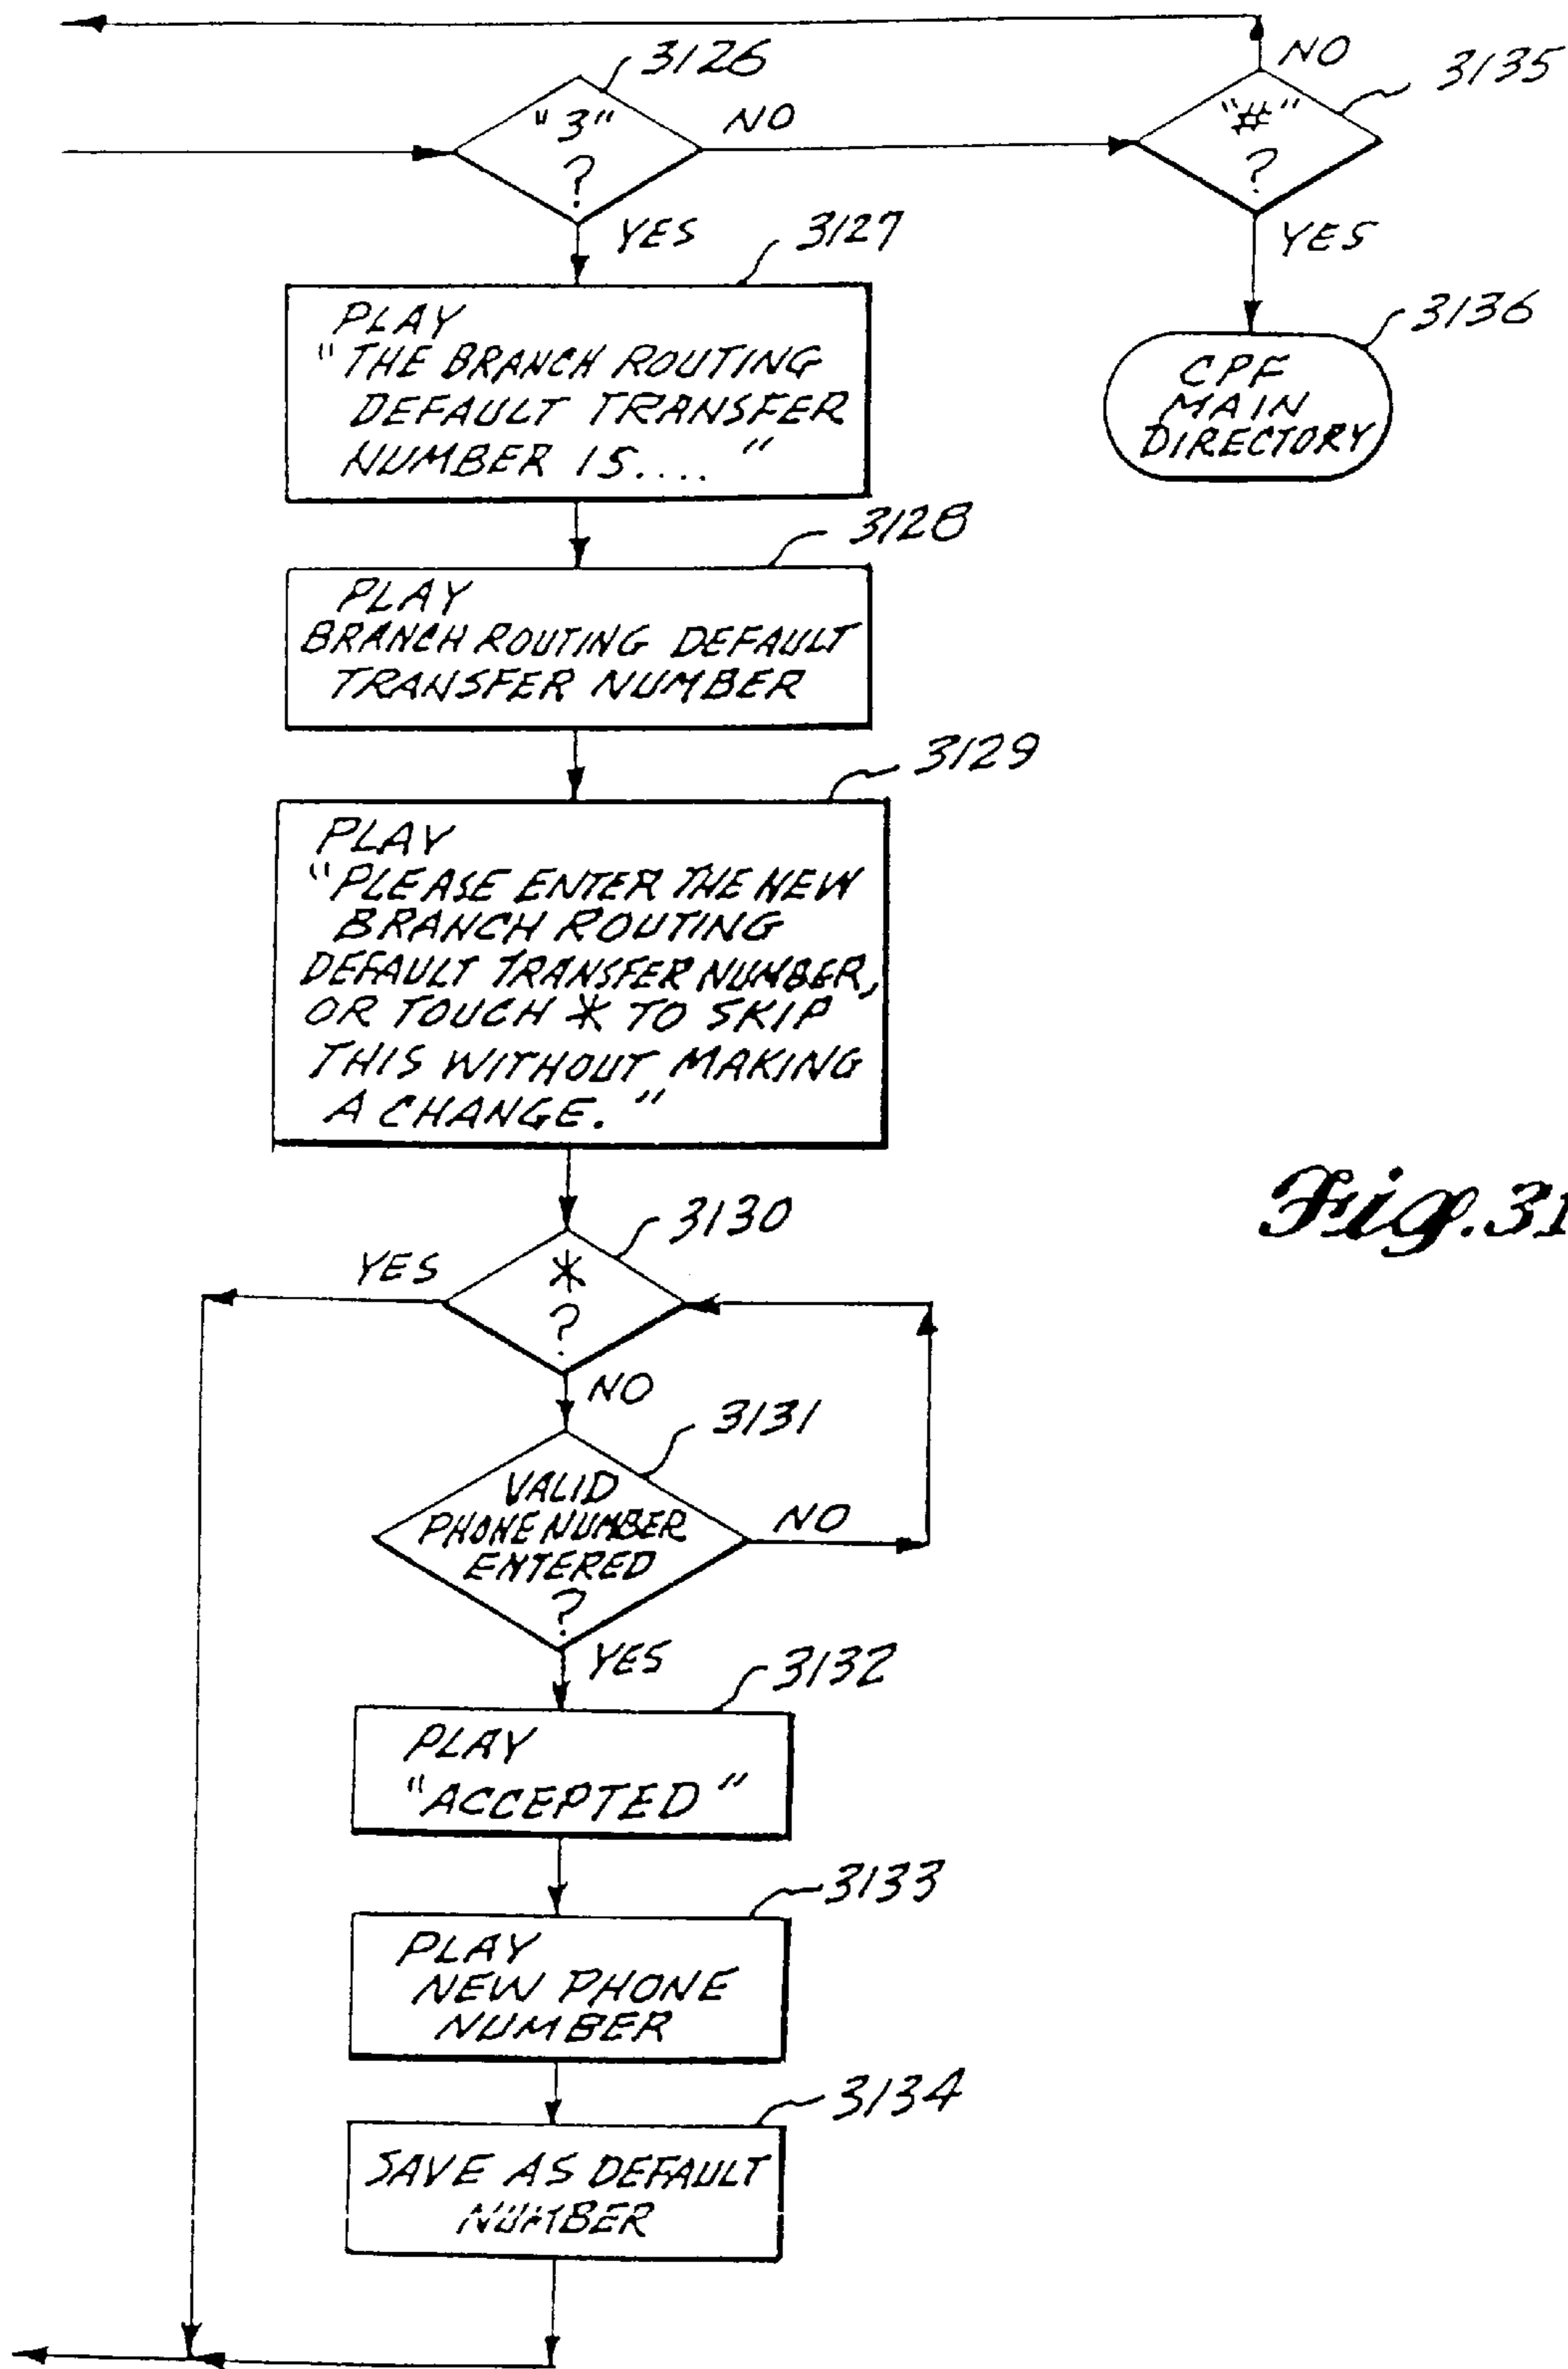 NO
3126
3135
"3"
?
NO
"#"
?
YES
3127
YES
3136
PLAY
"THE BRANCH ROUTING
DEFAULT TRANSFER
NUMBER IS...."
CPF
MAIN
DIRECTORY
3128
PLAY
BRANCH ROUTING DEFAULT
TRANSFER NUMBER
3129
PLAY
"PLEASE ENTER THE NEW
BRANCH ROUTING
DEFAULT TRANSFER NUMBER,
OR TOUCH * TO SKIP
THIS WITHOUT MAKING
A CHANGE."
Fig.31
3130
YES
*
?
NO
3131
VALID
PHONE NUMBER
ENTERED
?
NO
YES
3132
PLAY
"ACCEPTED"
3133
PLAY
NEW PHONE
NUMBER
3134
SAVE AS DEFAULT
NUMBER